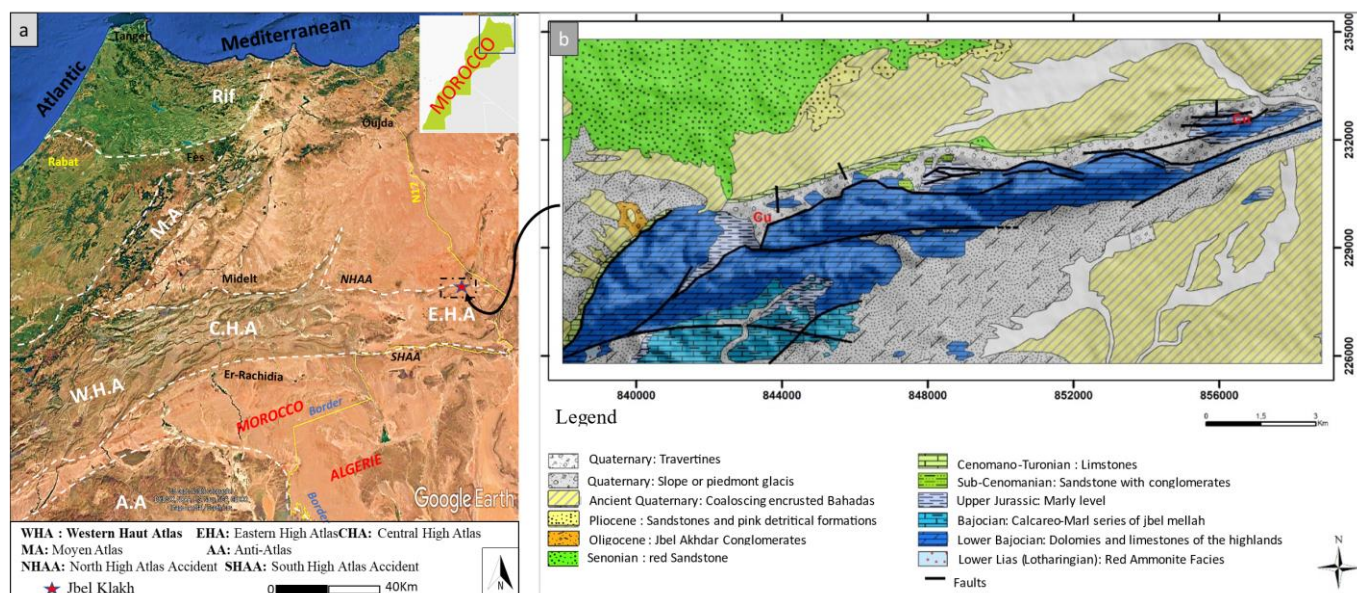 a
Mediterranean
Tanger
Atlantic
MOROCCO
Rif
Oujda
Rabat
Fès
N17
M.A
Midelt
NHAA
E.H.A
C.H.A
SHAA
W.H.A
Er-Rachidia
MOROCCO
Border
ALGERIE
Border
A.A
Google Earth
WHA : Western Haut Atlas EHA: Eastern High AtlasCHA: Central High Atlas
MA: Moyen Atlas AA: Anti-Atlas
NHAA: North High Atlas Accident SHAA: South High Atlas Accident
Jbel Klakh
0 40Km
N
b
235000
232000
229000
226000
Cu
840000 844000 848000 852000 856000
0 1,5 3
Km
Legend
Quaternary: Travertines
Quaternary: Slope or piedmont glacis
Ancient Quaternary: Coaloscing encrusted Bahadas
Pliocene : Sandstones and pink detritical formations
Oligocene : Jbel Akhdar Conglomerates
Senonian : red Sandstone
Cenomano-Turonian : Limstones
Sub-Cenomanian: Sandstone with conglomerates
Upper Jurassic: Marly level
Bajocian: Calcareo-Marl series of jbel mellah
Lower Bajocian: Dolomies and limestones of the highlands
Lower Lias (Lotharingian): Red Ammonite Facies
Faults
N